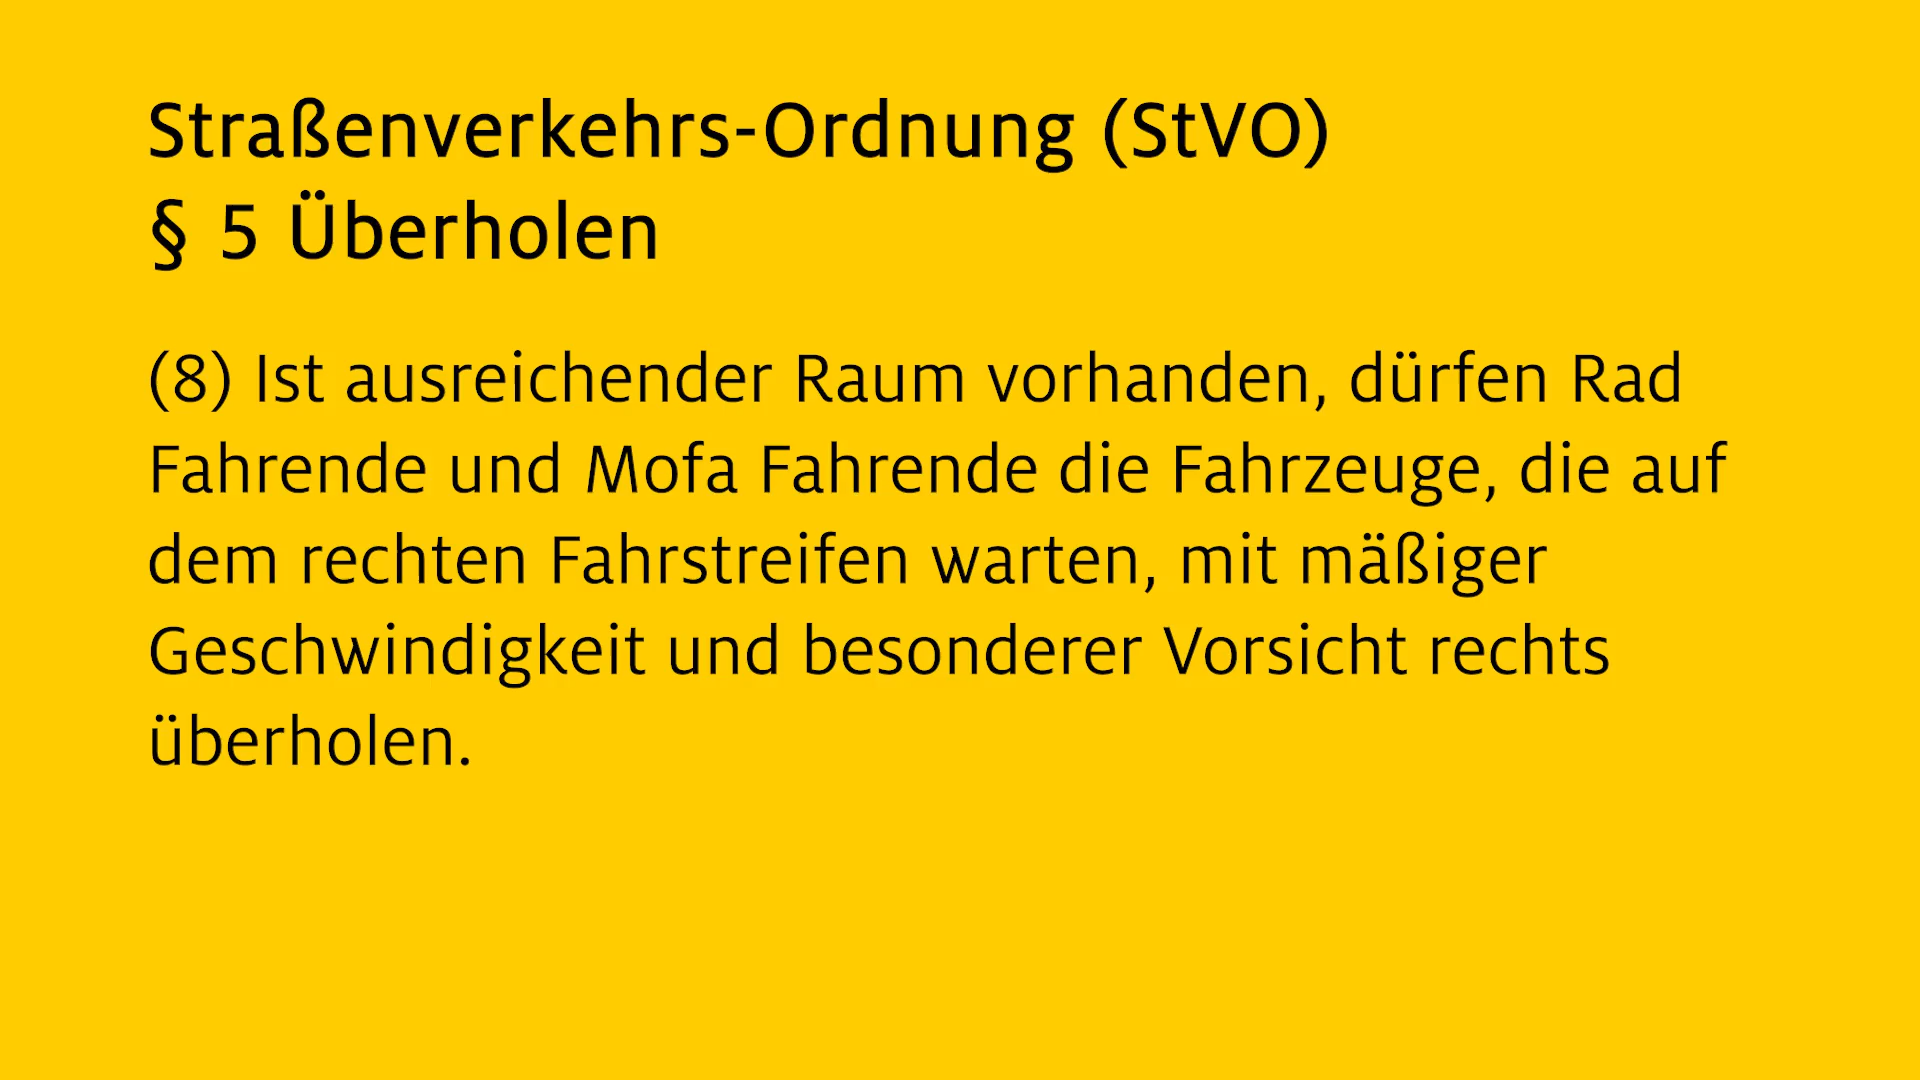 Straßenverkehrs-Ordnung (StVO)
§ 5 Überholen
(8) Ist ausreichender Raum vorhanden, dürfen Rad
Fahrende und Mofa Fahrende die Fahrzeuge, die auf
dem rechten Fahrstreifen warten, mit mäßiger
Geschwindigkeit und besonderer Vorsicht rechts
überholen.